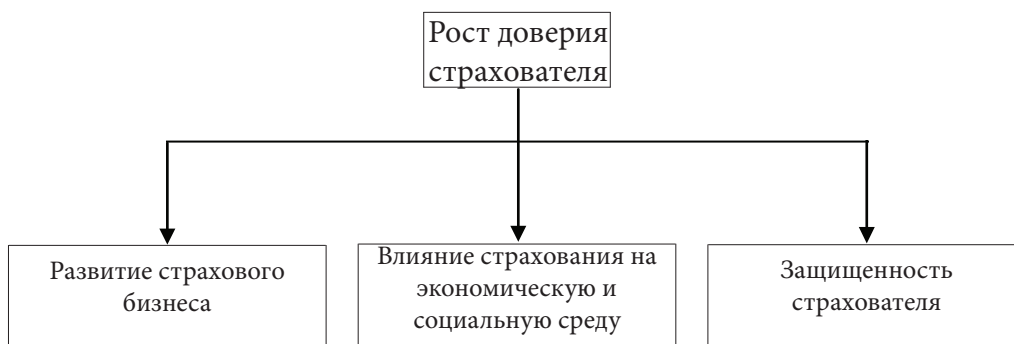 Рост доверия
страхователя
Развитие страхового
бизнеса
Влияние страхования на
экономическую и
социальную среду
Защищенность
страхователя